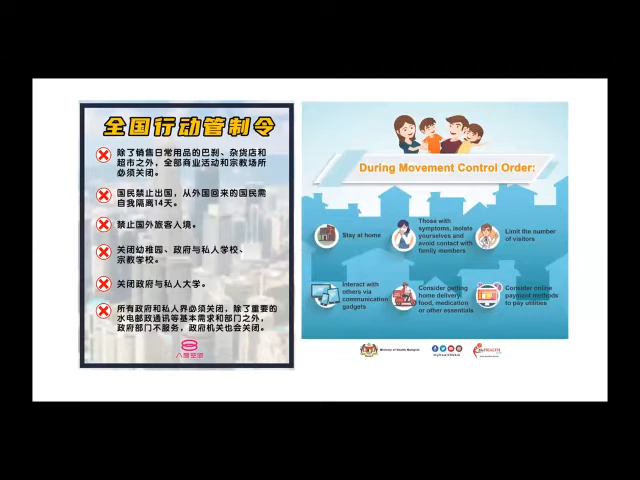 全国行动管制令
除了销售日常用品的巴刹、杂货店和
超市之外，全部商业活动和宗教场所
必须关闭。
国民禁止出国，从外国回来的国民需
自我隔离14天。
禁止国外旅客入境。
关闭幼稚园、政府与私人学校、
宗教学校。
关闭政府与私人大学。
所有政府和私人界必须关闭，除了重要的
水电邮政通讯等基本需求和部门之外，
政府部门不服务，政府机关也会关闭。
八度空间
During Movement Control Order:
Stay at home
Those with
symptoms, isolate
yourselves and
avoid contact with
family members
Limit the number
of visitors
Interact with
others via
communication
gadgets
Consider getting
home delivery:
food, medication
or other essentials
Consider online
payment methods
to pay utilities
Ministry of Health Malaysia